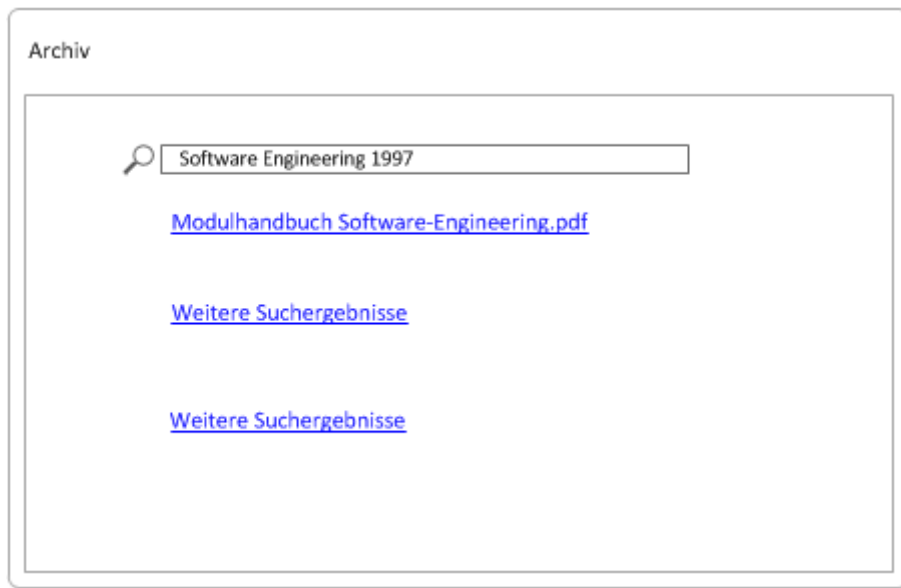 Archiv
Software Engineering 1997
Modulhandbuch Software-Engineering.pdf
Weitere Suchergebnisse
Weitere Suchergebnisse